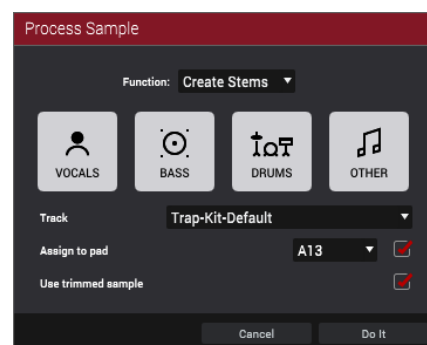 Process Sample
Function: Create Stems
VOCALS BASS DRUMS OTHER
Track Trap-Kit-Default
Assign to pad A13
Use trimmed sample
Cancel Do It